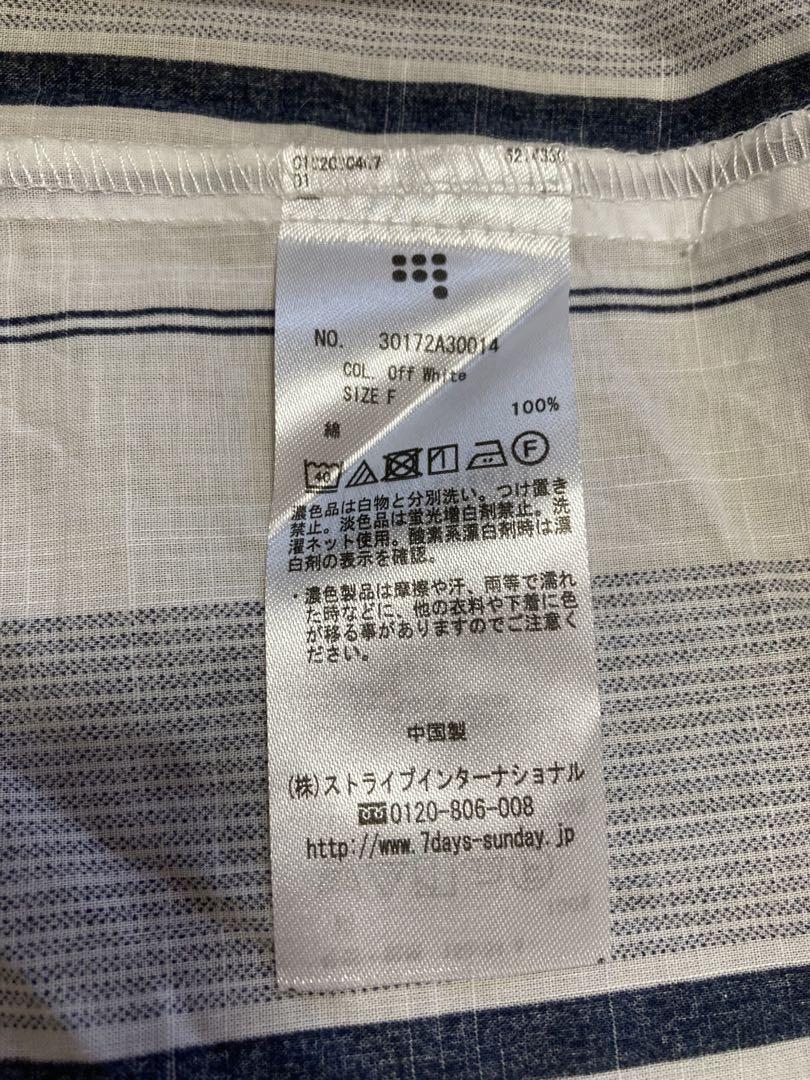 01
NO. 30172A30014
COL. Off White
SIZE F
綿 100%
40
F
濃色品は白物と分別洗い。つけ置き
禁止。淡色品は蛍光増白剤禁止。洗
濯ネット使用。酸素系漂白剤時は漂
白剤の表示を確認。
・濃色製品は摩擦や汗、雨等で濡れ
た時などに、他の衣料や下着に色
が移る事がありますのでご注意く
ださい。
中国製
(株)ストライプインターナショナル
0120-806-008
http://www.7days-sunday.jp